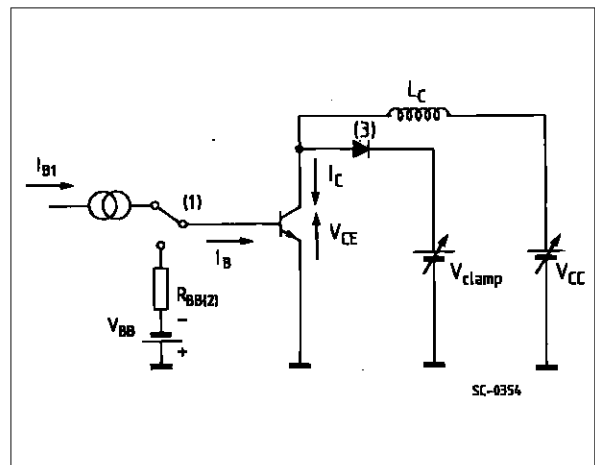 L_C
(3)
I_B1
(1)
I_C
V_CE
I_B
V_clamp
V_CC
R_BB(2)
V_BB
−
+
SC-0354